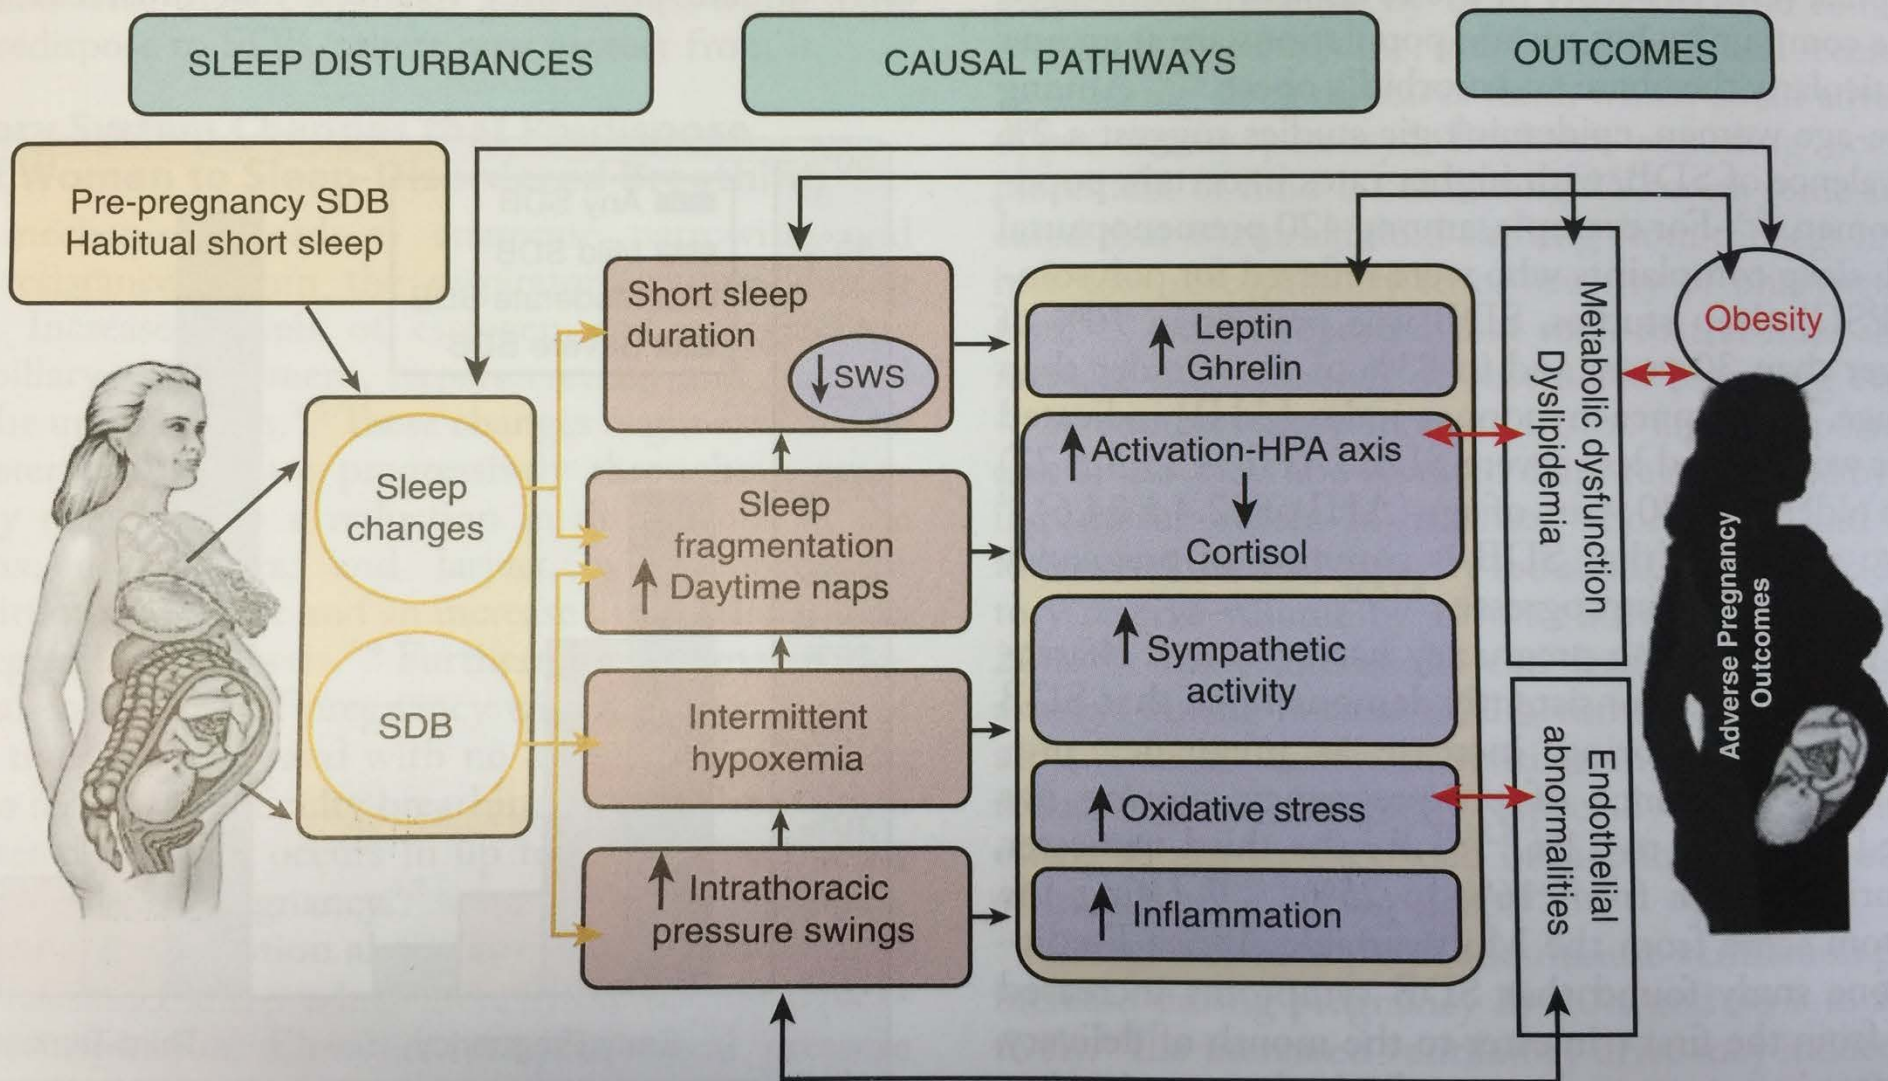 SLEEP DISTURBANCES
CAUSAL PATHWAYS
OUTCOMES
Pre-pregnancy SDB
Habitual short sleep
Sleep
changes
SDB
Short sleep
duration
SWS
Sleep
fragmentation
Daytime naps
Intermittent
hypoxemia
Intrathoracic
pressure swings
Leptin
Ghrelin
Activation-HPA axis
Cortisol
Sympathetic
activity
Oxidative stress
Inflammation
Metabolic dysfunction
Dyslipidemia
Endothelial
abnormalities
Obesity
Adverse Pregnancy
Outcomes